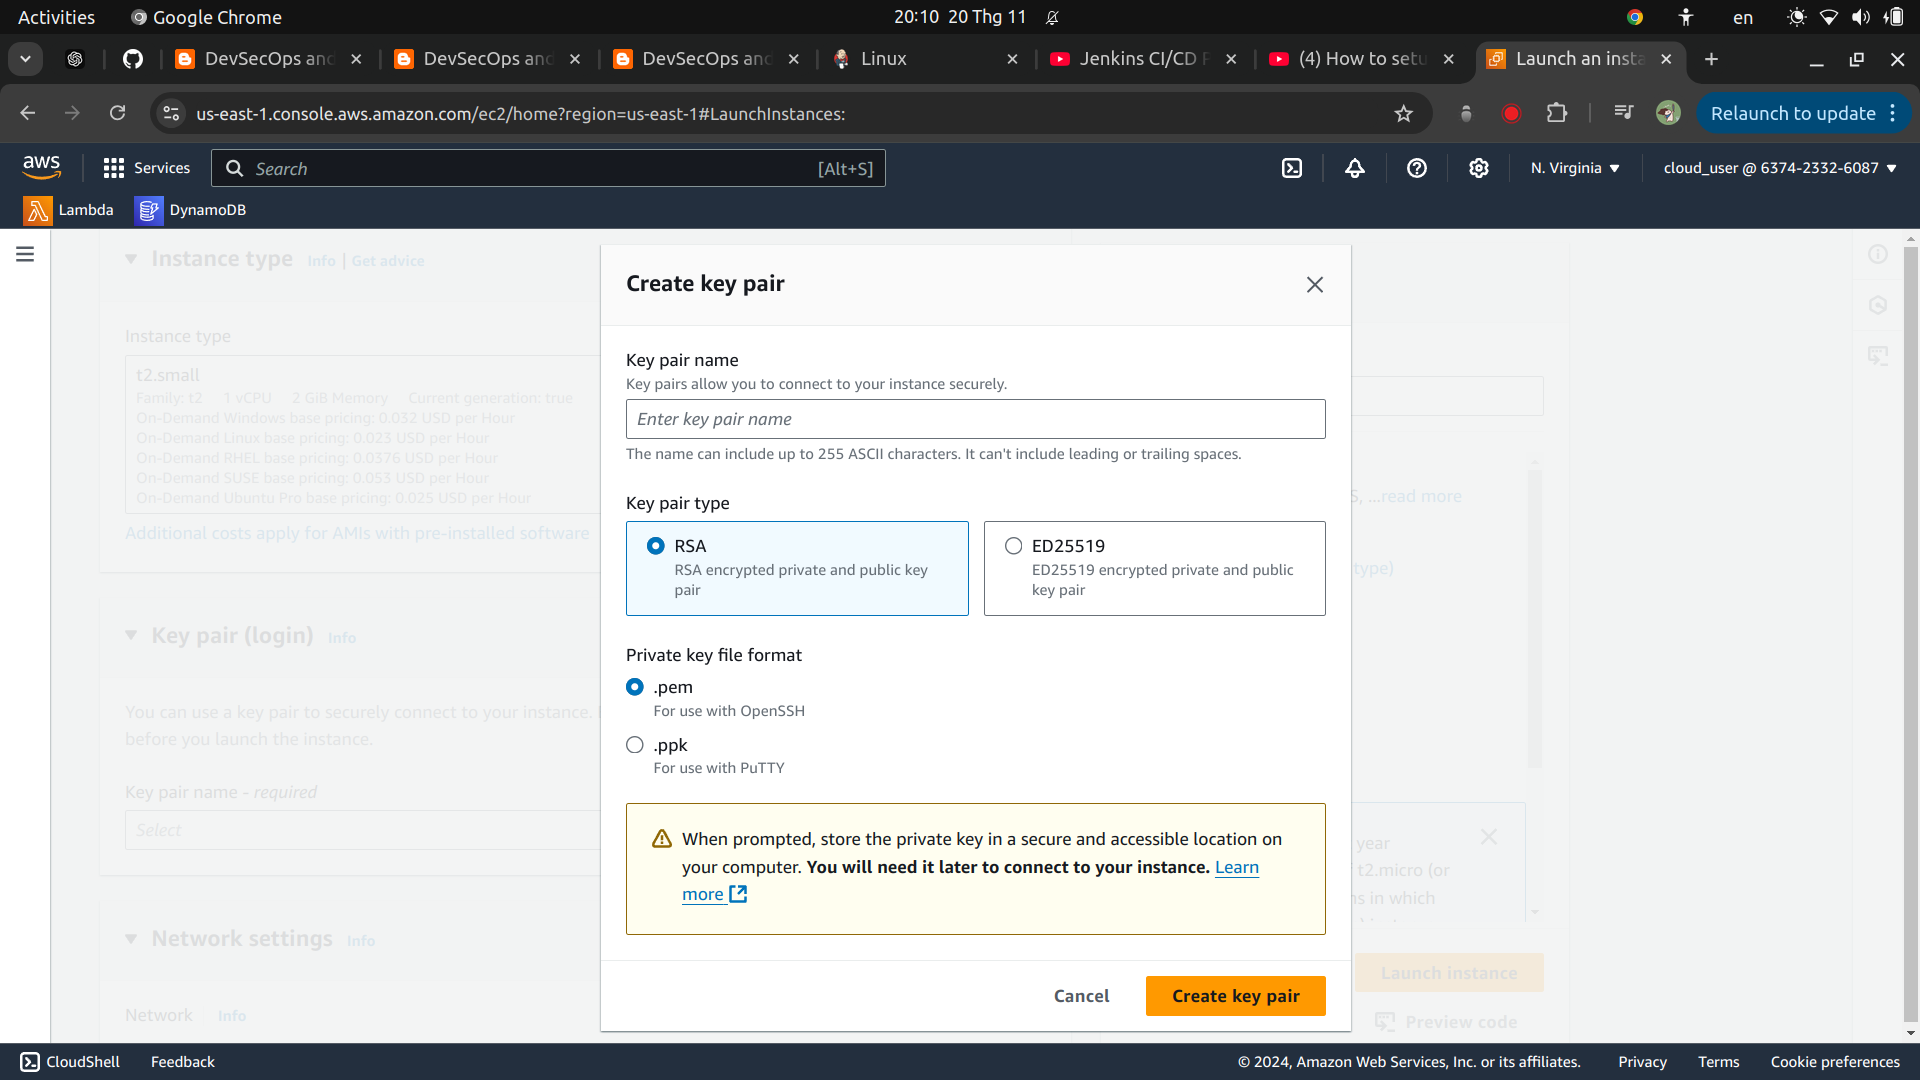 Activities
Google Chrome
20:10 20 Thg 11
en
DevSecOps and
DevSecOps and
DevSecOps and
Linux
Jenkins CI/CD P
(4) How to setu
Launch an insta
us-east-1.console.aws.amazon.com/ec2/home?region=us-east-1#LaunchInstances:
Relaunch to update
aws
Services
Search
[Alt+S]
N. Virginia
cloud_user @ 6374-2332-6087
Lambda
DynamoDB
Instance type
Info | Get advice
Instance type
t2.small
Family: t2 1 vCPU 2 GiB Memory Current generation: true
On-Demand Windows base pricing: 0.032 USD per Hour
On-Demand Linux base pricing: 0.023 USD per Hour
On-Demand RHEL base pricing: 0.0376 USD per Hour
On-Demand SUSE base pricing: 0.053 USD per Hour
On-Demand Ubuntu Pro base pricing: 0.025 USD per Hour
Additional costs apply for AMIs with pre-installed software
Key pair (login) Info
You can use a key pair to securely connect to your instance.
before you launch the instance.
Key pair name - required
Select
Network settings Info
Network Info
Create key pair
Key pair name
Key pairs allow you to connect to your instance securely.
Enter key pair name
The name can include up to 255 ASCII characters. It can't include leading or trailing spaces.
Key pair type
RSA
RSA encrypted private and public key
pair
ED25519
ED25519 encrypted private and public
key pair
Private key file format
.pem
For use with OpenSSH
.ppk
For use with PuTTY
When prompted, store the private key in a secure and accessible location on
your computer. You will need it later to connect to your instance. Learn
more
Cancel
Create key pair
S, ...read more
type)
year
t2.micro (or
ns in which
Launch instance
Preview code
CloudShell
Feedback
© 2024, Amazon Web Services, Inc. or its affiliates.
Privacy
Terms
Cookie preferences